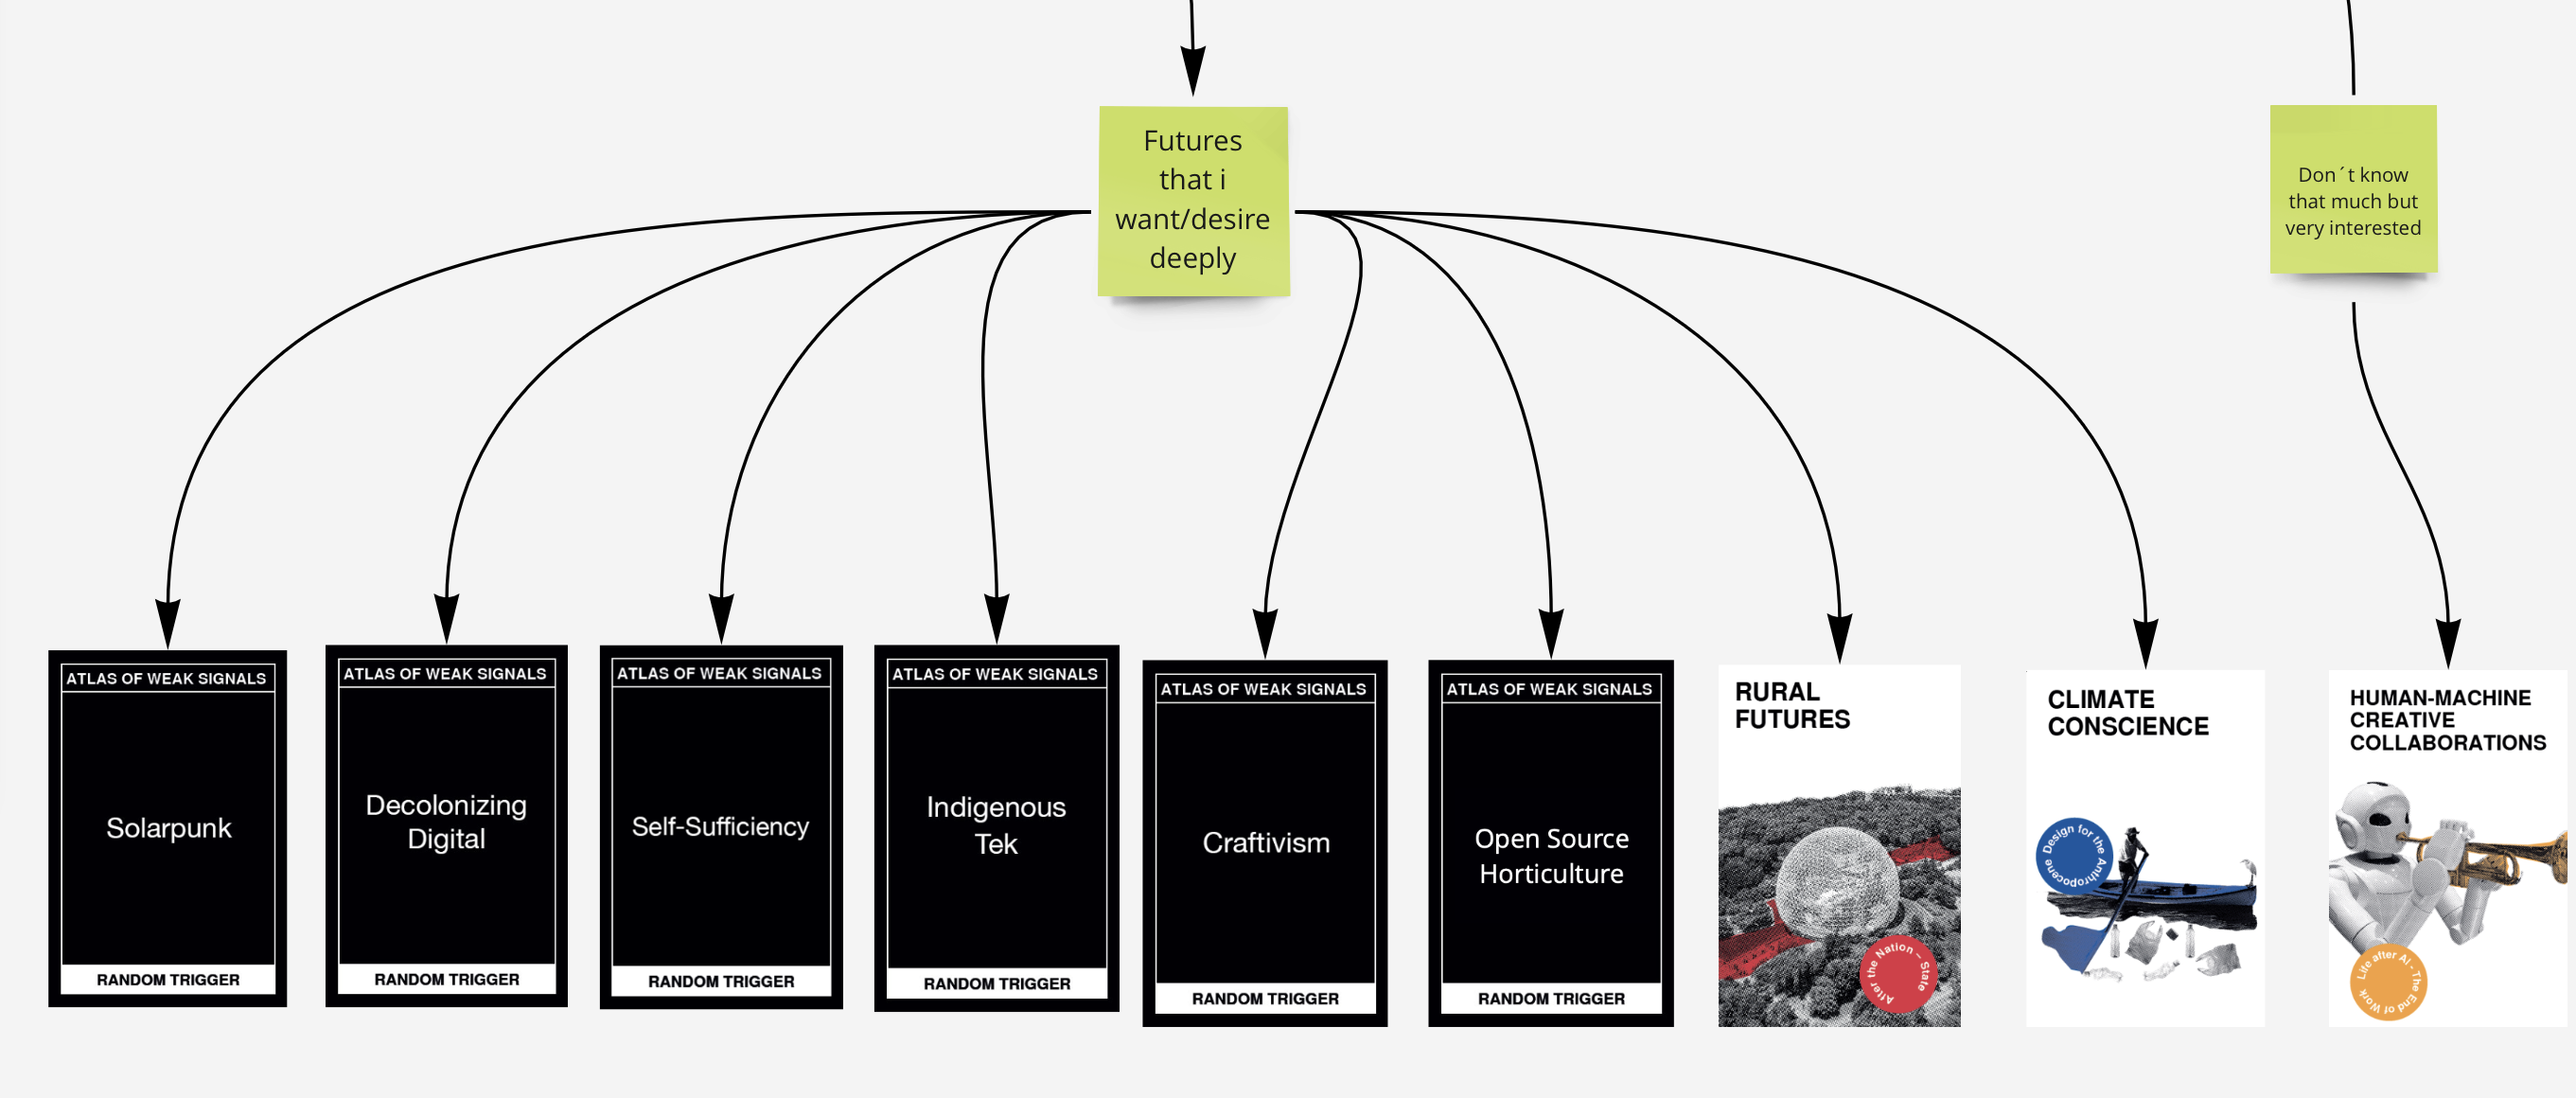 Futures
that i
want/desire
deeply
Don´t know
that much but
very interested
ATLAS OF WEAK SIGNALS
Solarpunk
RANDOM TRIGGER
ATLAS OF WEAK SIGNALS
Decolonizing
Digital
RANDOM TRIGGER
ATLAS OF WEAK SIGNALS
Self-Sufficiency
RANDOM TRIGGER
ATLAS OF WEAK SIGNALS
Indigenous
Tek
RANDOM TRIGGER
ATLAS OF WEAK SIGNALS
Craftivism
RANDOM TRIGGER
ATLAS OF WEAK SIGNALS
Open Source
Horticulture
RANDOM TRIGGER
RURAL
FUTURES
After the Nation – State
CLIMATE
CONSCIENCE
Design for the Anthropocene
HUMAN-MACHINE
CREATIVE
COLLABORATIONS
Life after AI - The End of Work